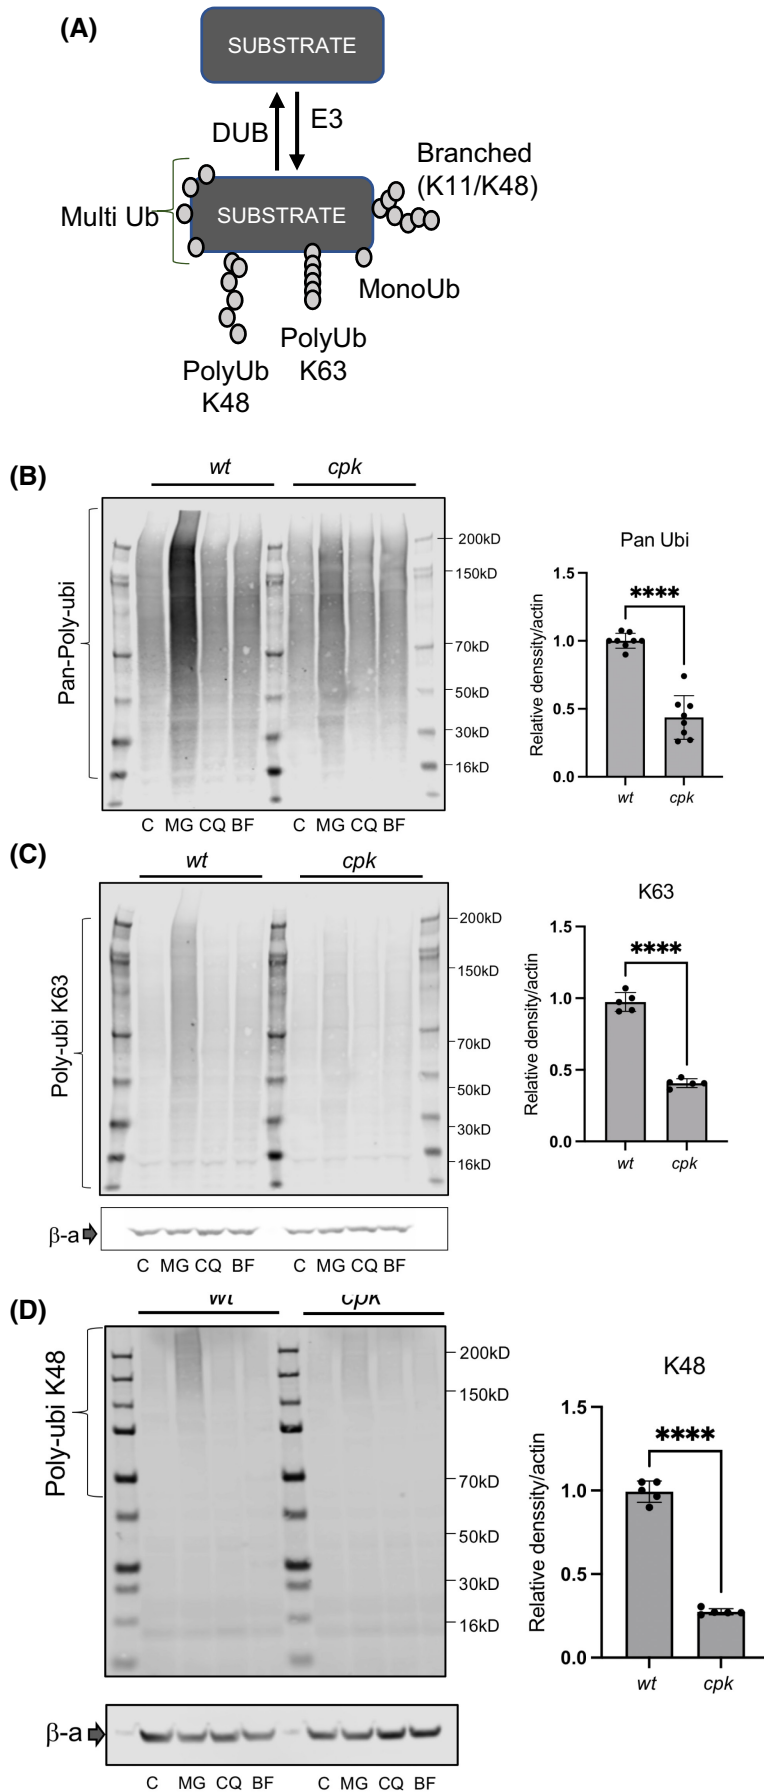 (A)
SUBSTRATE
DUB
E3
Branched
(K11/K48)
Multi Ub
SUBSTRATE
MonoUb
PolyUb
K63
PolyUb
K48
(B)
wt
cpk
Pan-Poly-ubi
200kD
150kD
70kD
50kD
30kD
16kD
C MG CQ BF
C MG CQ BF
Pan Ubi
Relative denssity/actin
1.5
1.0
0.5
0.0
****
wt
cpk
(C)
wt
cpk
Poly-ubi K63
200kD
150kD
70kD
50kD
30kD
16kD
β-a
C MG CQ BF
C MG CQ BF
K63
Relative density/actin
1.5
1.0
0.5
0.0
****
wt
cpk
(D)
wt
cpk
Poly-ubi K48
200kD
150kD
70kD
50kD
30kD
16kD
β-a
C MG CQ BF
C MG CQ BF
K48
Relative denssity/actin
1.5
1.0
0.5
0.0
****
wt
cpk